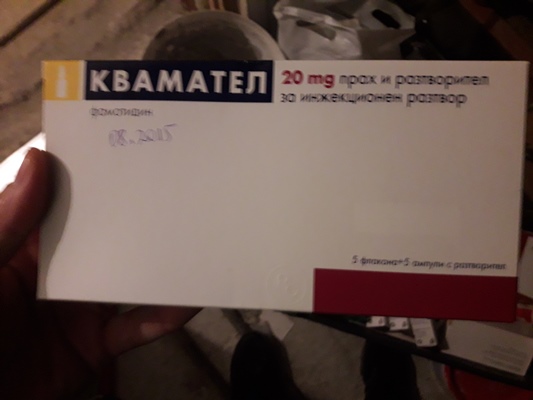 КВАМАТЕЛ
20 mg прах и разтворител
за инжекционен разтвор
фамотидин
08.2015
5 флакона+5 ампули с разтворител